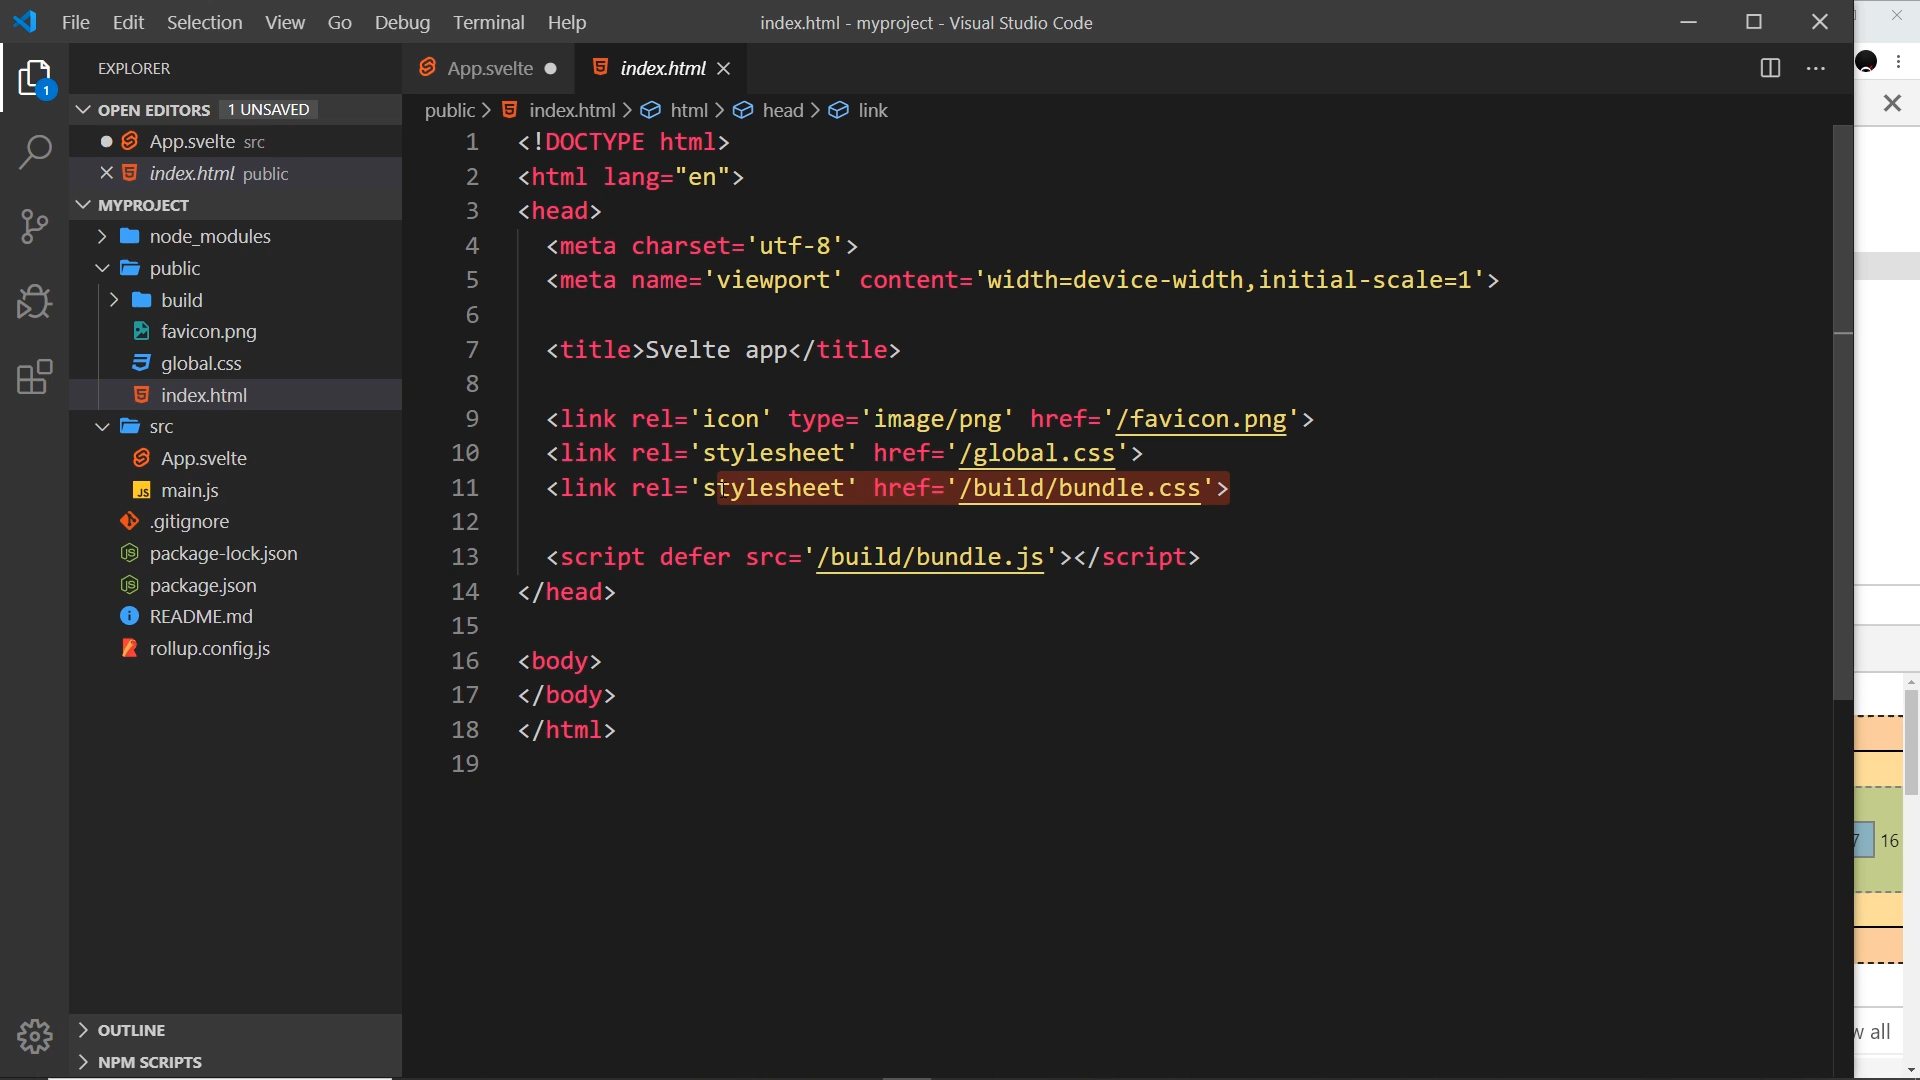 File Edit Selection View Go Debug Terminal Help
index.html - myproject - Visual Studio Code
EXPLORER
1
OPEN EDITORS 1 UNSAVED
App.svelte src
index.html public
MYPROJECT
node_modules
public
build
favicon.png
global.css
index.html
src
App.svelte
main.js
.gitignore
package-lock.json
package.json
README.md
rollup.config.js
OUTLINE
NPM SCRIPTS
App.svelte index.html
public > index.html > html > head > link
1 <!DOCTYPE html>
2 <html lang="en">
3 <head>
4 <meta charset='utf-8'>
5 <meta name='viewport' content='width=device-width,initial-scale=1'>
6
7 <title>Svelte app</title>
8
9 <link rel='icon' type='image/png' href='/favicon.png'>
10 <link rel='stylesheet' href='/global.css'>
11 <link rel='stylesheet' href='/build/bundle.css'>
12
13 <script defer src='/build/bundle.js'></script>
14 </head>
15
16 <body>
17 </body>
18 </html>
19
7 16
all